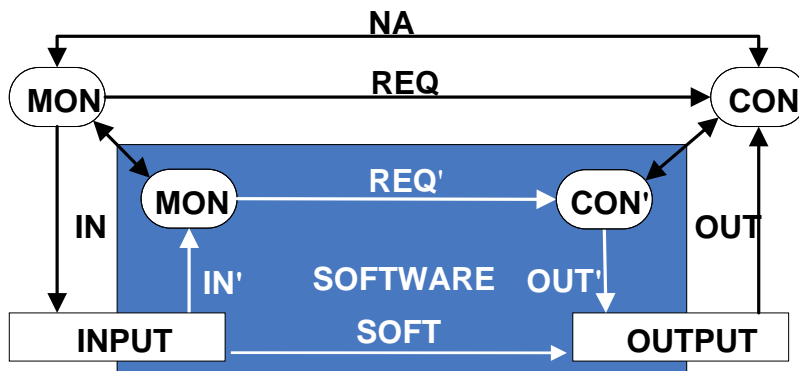 NA
MON REQ CON
MON REQ' CON'
IN OUT
IN' SOFTWARE OUT'
INPUT SOFT OUTPUT